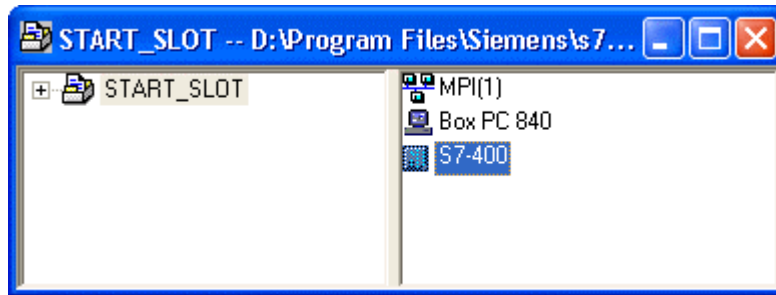 START_SLOT -- D:\Program Files\Siemens\s7...
START_SLOT
MPI(1)
Box PC 840
S7-400